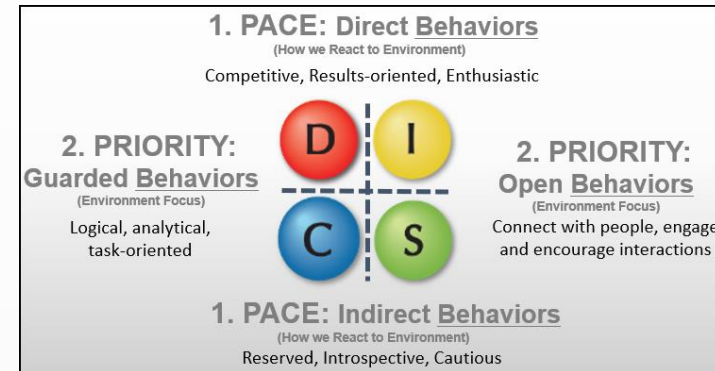 1. PACE: Direct Behaviors
(How we React to Environment)
Competitive, Results-oriented, Enthusiastic
D
I
2. PRIORITY:
Guarded Behaviors
(Environment Focus)
Logical, analytical,
task-oriented
2. PRIORITY:
Open Behaviors
(Environment Focus)
Connect with people, engage
and encourage interactions
C
S
1. PACE: Indirect Behaviors
(How we React to Environment)
Reserved, Introspective, Cautious